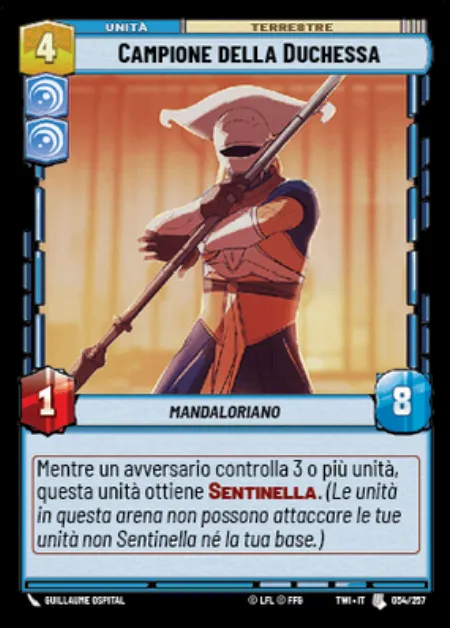 UNITÀ
TERRESTRE
4
CAMPIONE DELLA DUCHESSA
1
MANDALORIANO
8
Mentre un avversario controlla 3 o più unità,
questa unità ottiene SENTINELLA. (Le unità
in questa arena non possono attaccare le tue
unità non Sentinella né la tua base.)
GUILLAUME OSPITAL
© LFL © FFG
TWI • IT
054/257